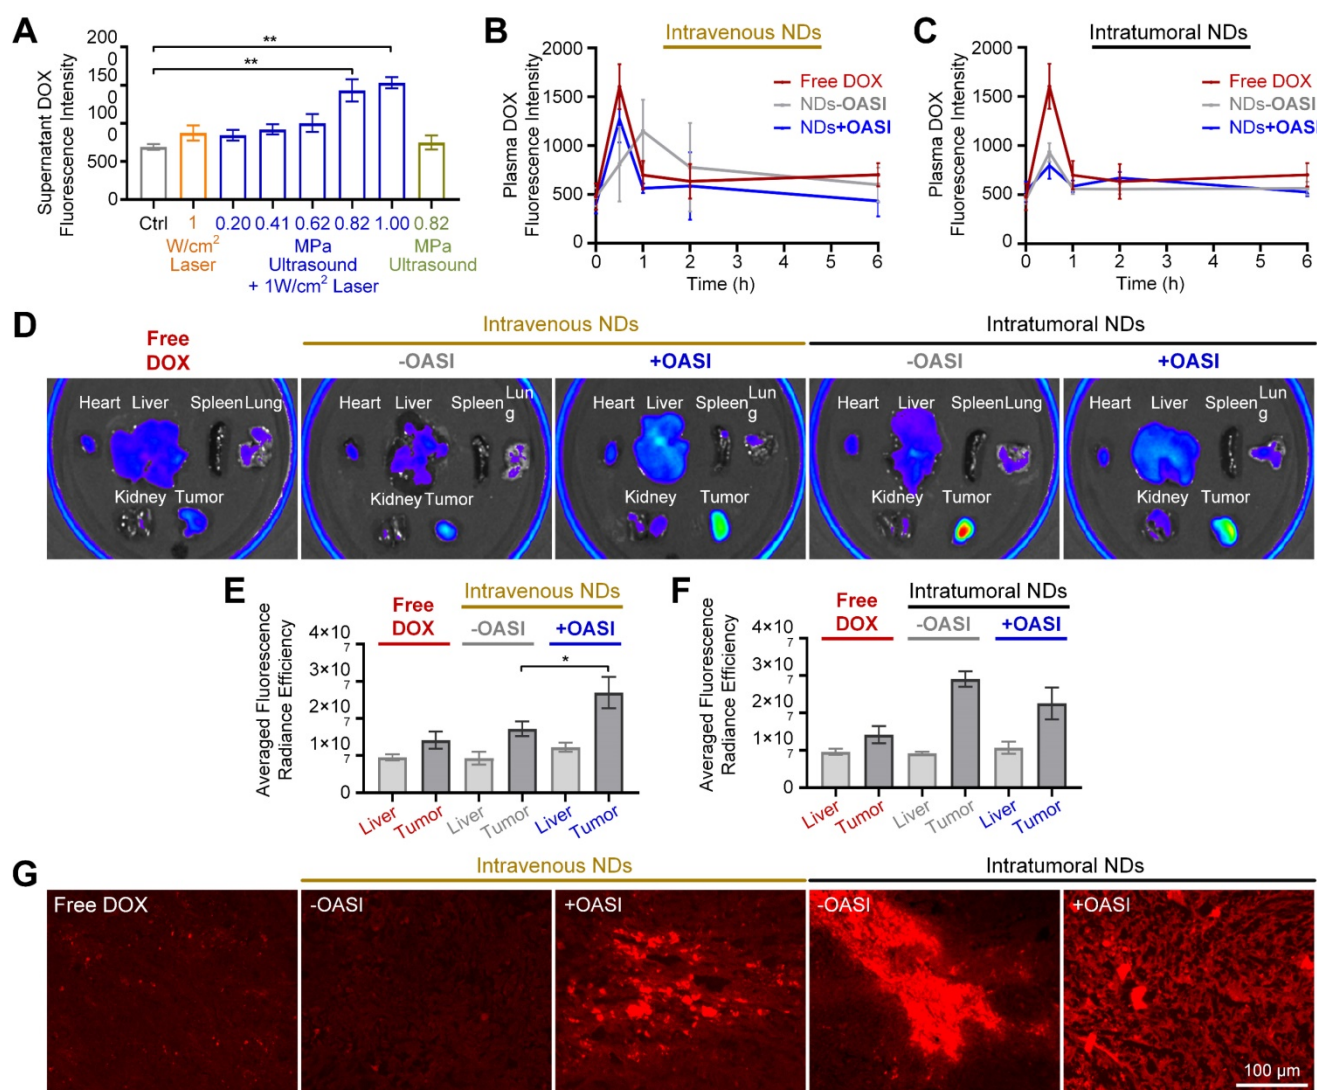 A
Supernatant DOX
Fluorescence Intensity
200
0
150
0
100
0
500
0
**
**
Ctrl 1 0.20 0.41 0.62 0.82 1.00 0.82
W/cm² Laser
MPa Ultrasound + 1W/cm² Laser
MPa Ultrasound
B
Intravenous NDs
Plasma DOX
Fluorescence Intensity
2000
1500
1000
500
0
Free DOX
NDs-OASI
NDs+OASI
0 1 2 3 4 5 6
Time (h)
C
Intratumoral NDs
Plasma DOX
Fluorescence Intensity
2000
1500
1000
500
0
Free DOX
NDs-OASI
NDs+OASI
0 1 2 3 4 5 6
Time (h)
D
Free
DOX
Intravenous NDs
-OASI
+OASI
Intratumoral NDs
-OASI
+OASI
Heart Liver Spleen Lung
Kidney Tumor
Heart Liver Spleen Lun
g
Kidney Tumor
Heart Liver Spleen Lun
g
Kidney Tumor
Heart Liver Spleen Lung
Kidney Tumor
Heart Liver Spleen Lung
Kidney Tumor
E
Free
DOX
Intravenous NDs
-OASI
+OASI
Averaged Fluorescence
Radiance Efficiency
4×10
7
3×10
7
2×10
7
1×10
7
0
*
Liver Tumor Liver Tumor Liver Tumor
F
Free
DOX
Intratumoral NDs
-OASI
+OASI
Averaged Fluorescence
Radiance Efficiency
4×10
7
3×10
7
2×10
7
1×10
7
0
Liver Tumor Liver Tumor Liver Tumor
G
Intravenous NDs
Intratumoral NDs
Free DOX
-OASI
+OASI
-OASI
+OASI
100 µm